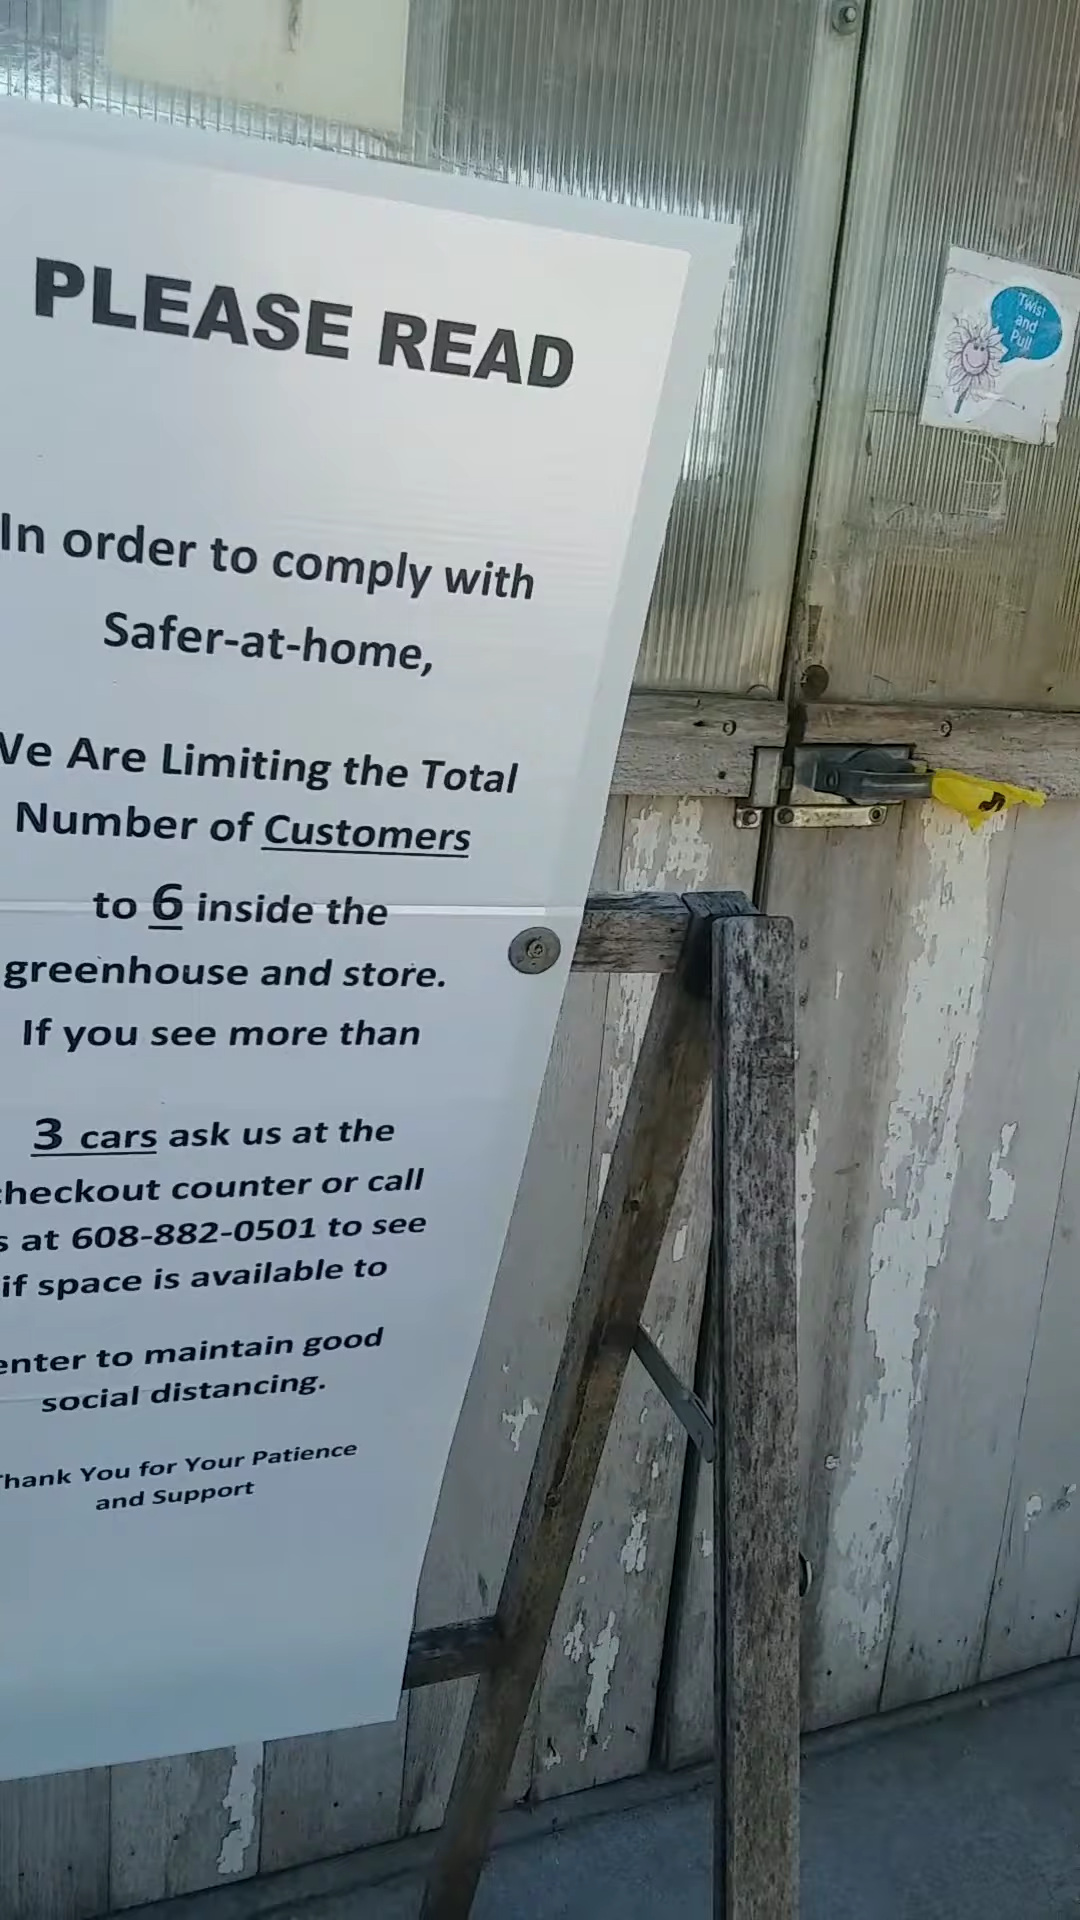 PLEASE READ
In order to comply with
Safer-at-home,
We Are Limiting the Total
Number of Customers
to 6 inside the
greenhouse and store.
If you see more than
3 cars ask us at the
checkout counter or call
s at 608-882-0501 to see
if space is available to
enter to maintain good
social distancing.
Thank You for Your Patience
and Support
Twist
and
Pull